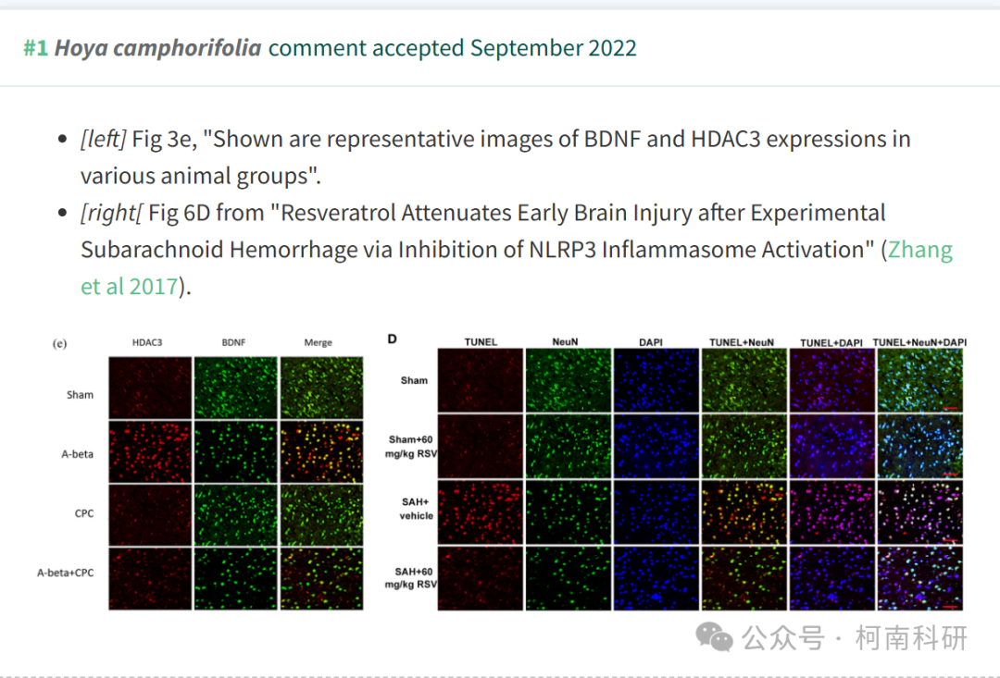 #1 Hoya camphorifolia comment accepted September 2022
[left] Fig 3e, "Shown are representative images of BDNF and HDAC3 expressions in
various animal groups".
[right[ Fig 6D from "Resveratrol Attenuates Early Brain Injury after Experimental
Subarachnoid Hemorrhage via Inhibition of NLRP3 Inflammasome Activation" (Zhang
et al 2017).
(e) HDAC3 BDNF Merge
Sham
A-beta
CPC
A-beta+CPC
D TUNEL NeuN DAPI TUNEL+NeuN TUNEL+DAPI TUNEL+NeuN+DAPI
Sham
Sham+60
mg/kg RSV
SAH+
vehicle
SAH+60
mg/kg RSV
公众号 · 柯南科研